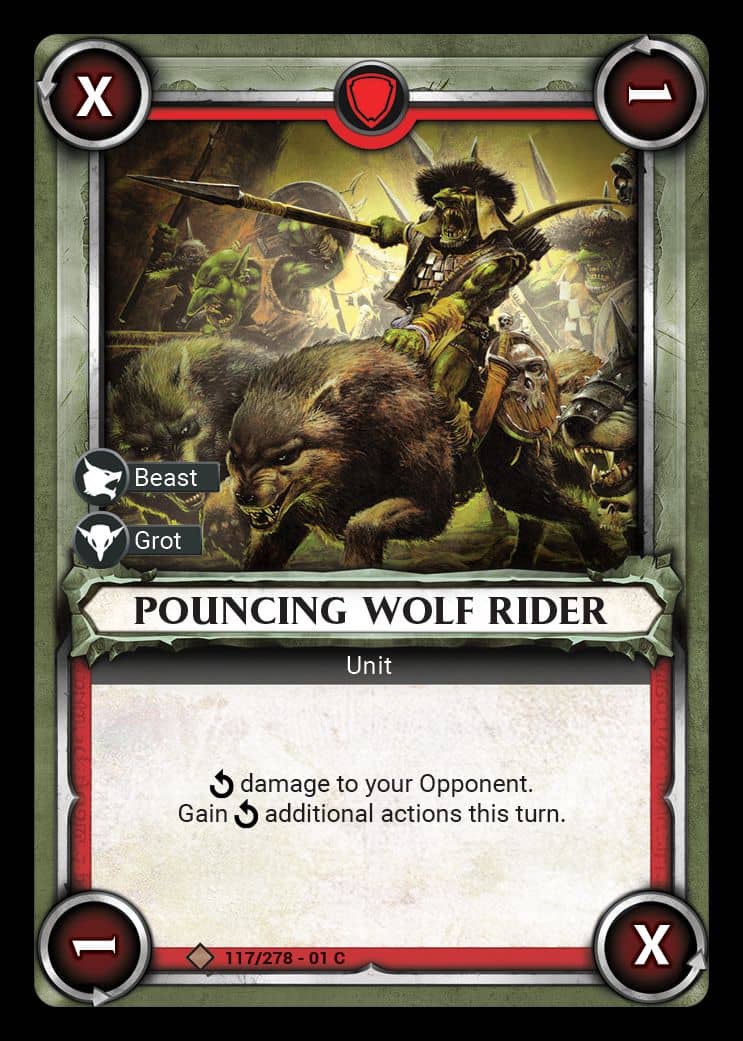 X
1
Beast
Grot
POUNCING WOLF RIDER
Unit
damage to your Opponent.
Gain additional actions this turn.
1
117/278 - 01 C
X